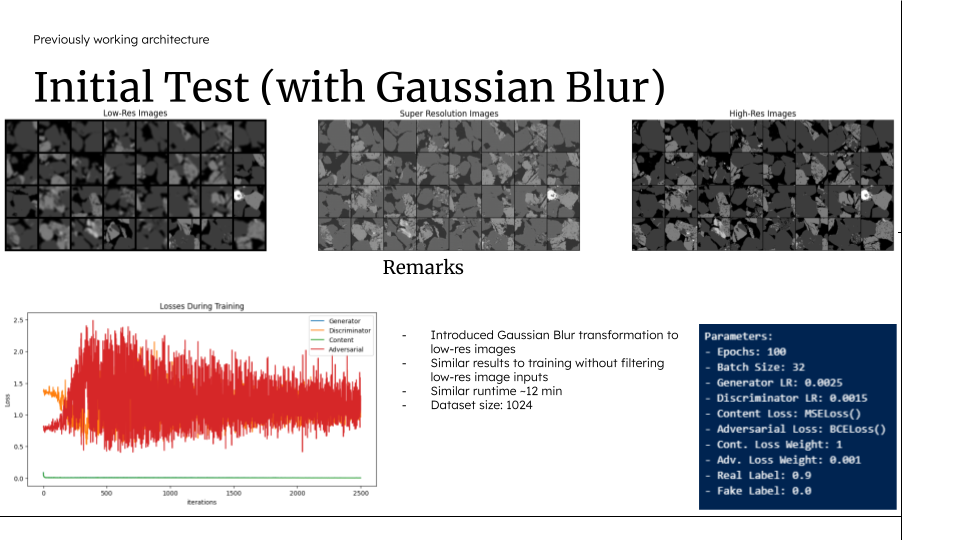 Previously working architecture
Initial Test (with Gaussian Blur)
Low-Res Images
Super Resolution Images
High-Res Images
Remarks
Losses During Training
Generator
Discriminator
Content
Adversarial
2.5
2.0
1.5
1.0
0.5
0.0
Loss
0
500
1000
1500
2000
2500
iterations
- Introduced Gaussian Blur transformation to
low-res images
- Similar results to training without filtering
low-res image inputs
- Similar runtime ~12 min
- Dataset size: 1024
Parameters:
- Epochs: 100
- Batch Size: 32
- Generator LR: 0.0025
- Discriminator LR: 0.0015
- Content Loss: MSELoss()
- Adversarial Loss: BCELoss()
- Cont. Loss Weight: 1
- Adv. Loss Weight: 0.001
- Real Label: 0.9
- Fake Label: 0.0